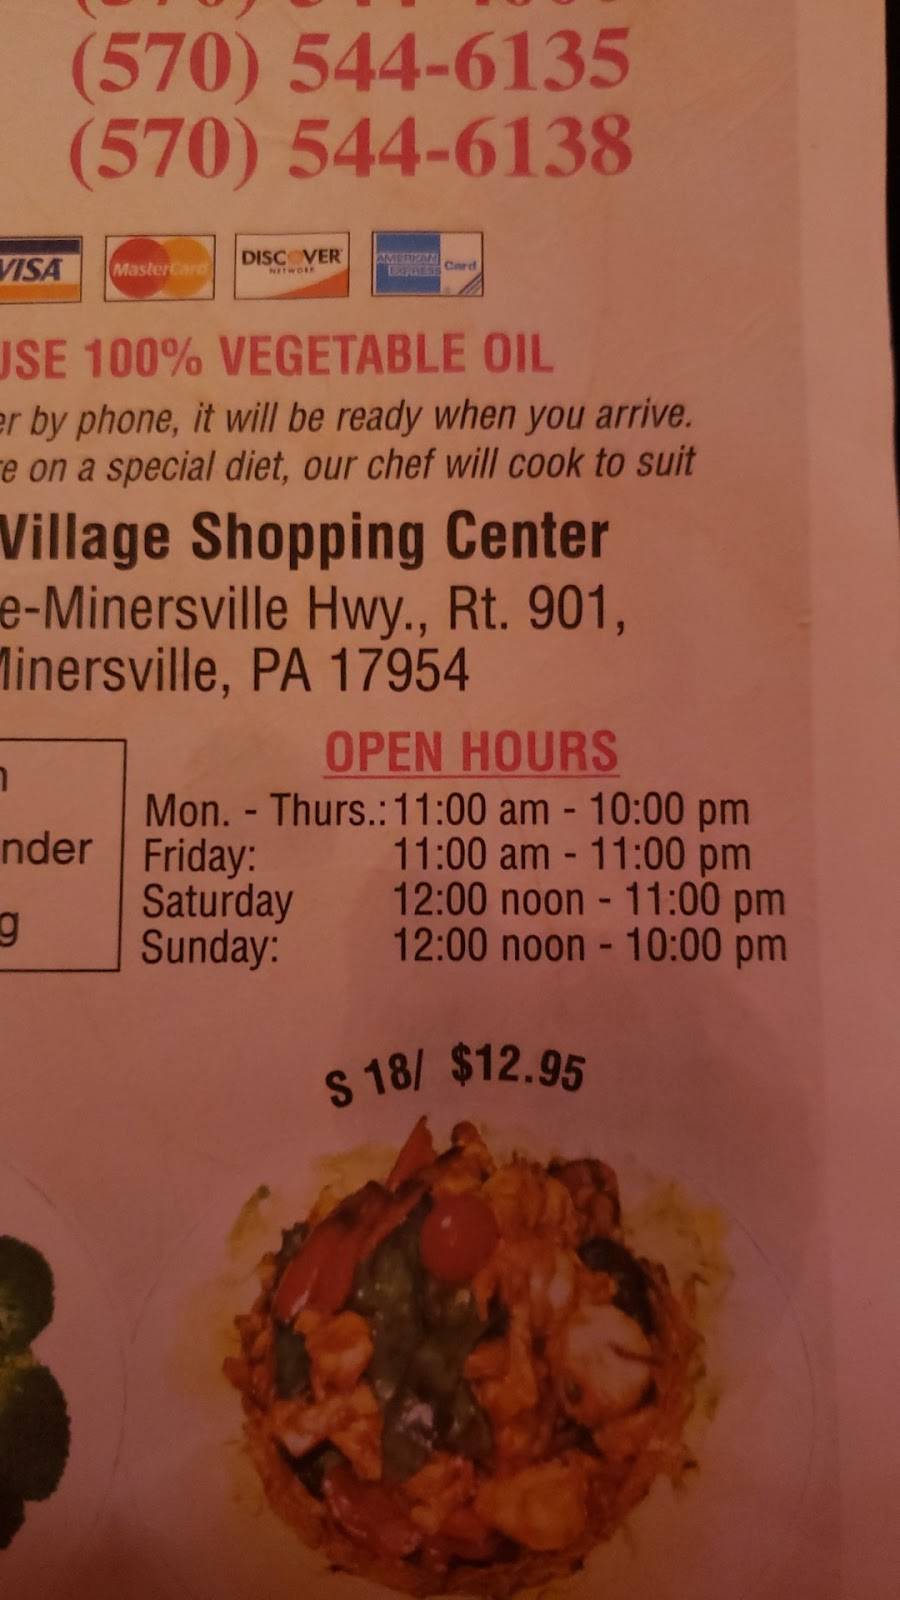 (570) 544-6135
(570) 544-6138
VISA MasterCard DISCOVER NETWORK AMERICAN EXPRESS Card
USE 100% VEGETABLE OIL
er by phone, it will be ready when you arrive.
e on a special diet, our chef will cook to suit
Village Shopping Center
e-Minersville Hwy., Rt. 901,
Minersville, PA 17954
OPEN HOURS
Mon. - Thurs.: 11:00 am - 10:00 pm
nder Friday: 11:00 am - 11:00 pm
Saturday 12:00 noon - 11:00 pm
g Sunday: 12:00 noon - 10:00 pm
S 18/ $12.95